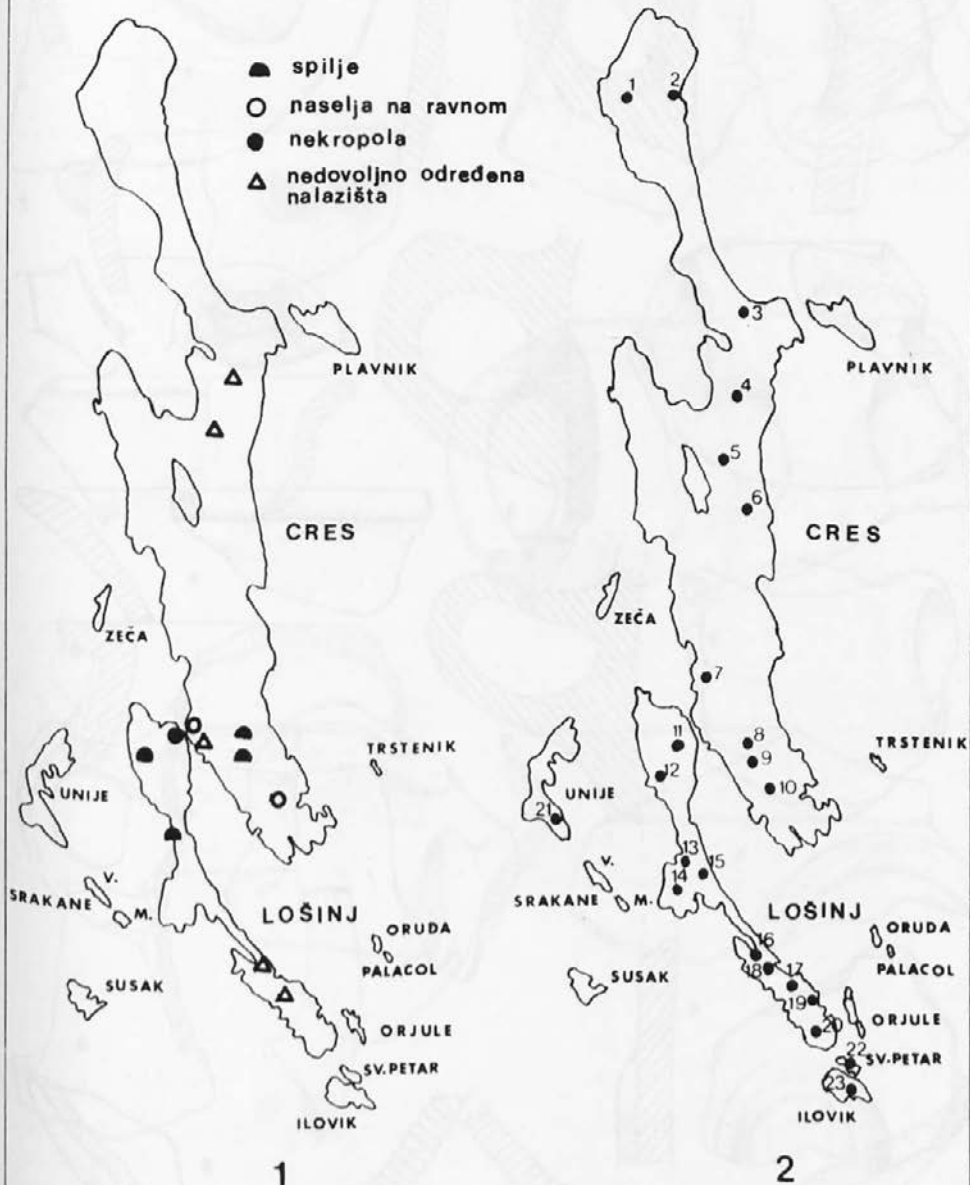 spilje
naselja na ravnom
nekropola
nedovoljno određena
nalazišta
PLAVNIK
CRES
ZEČA
TRSTENIK
UNIJE
V.
SRAKANE
M.
LOŠINJ
ORUDA
PALACOL
SUSAK
ORJULE
SV.PETAR
ILOVIK
1
1
2
3
PLAVNIK
4
5
6
CRES
ZEČA
7
8
9
10
11
12
TRSTENIK
UNIJE
21
13
14
15
V.
SRAKANE
M.
LOŠINJ
ORUDA
PALACOL
16
18
17
19
SUSAK
20
ORJULE
22
SV.PETAR
23
ILOVIK
2